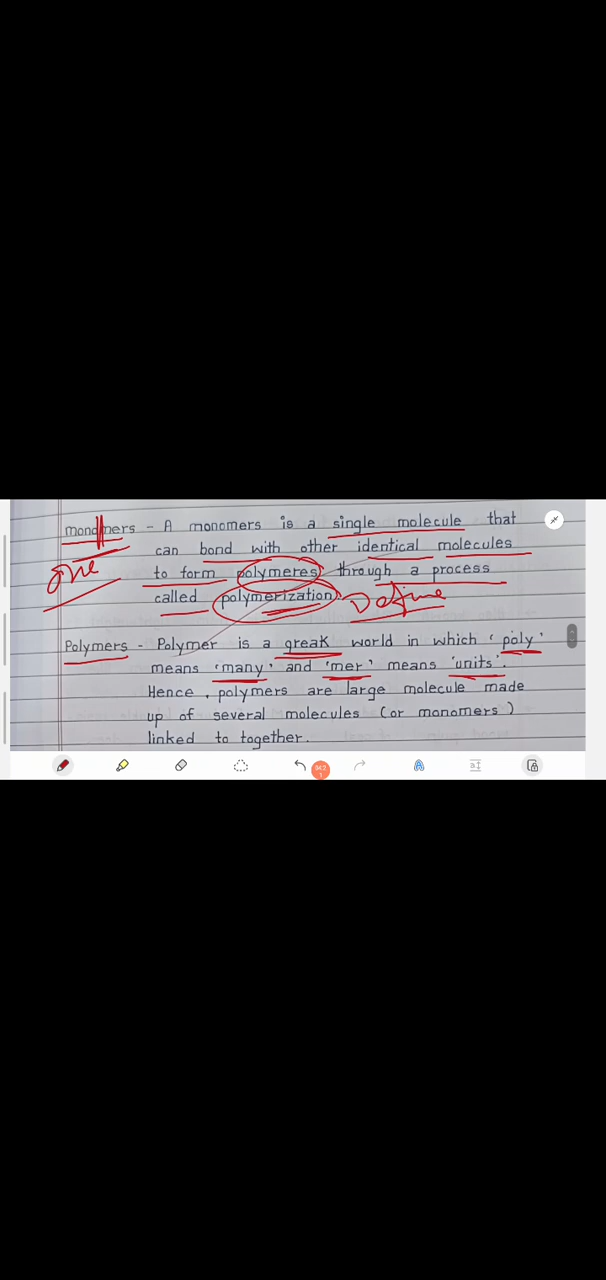 monomers - A monomers is a single molecule that
one can bond with other identical molecules
to form polymeres through a process
called polymerization. Define
Polymers - Polymer is a greak world in which 'poly'
means 'many' and 'mer' means 'units'.
Hence, polymers are large molecule made
up of several molecules (or monomers)
linked to together.